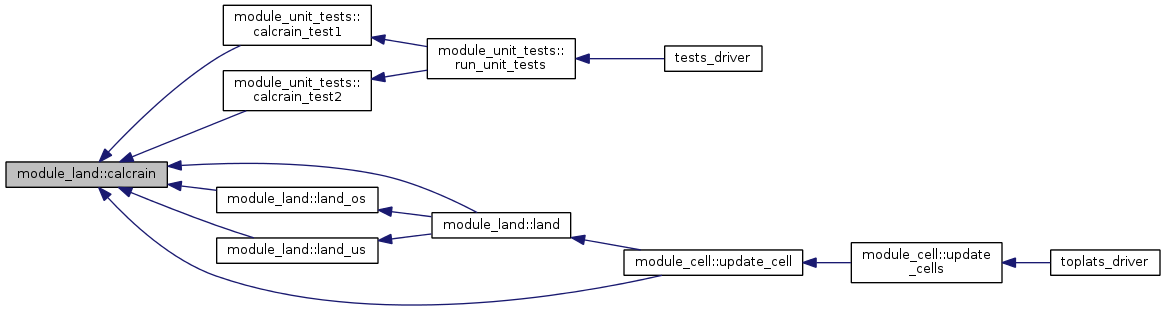 module_unit_tests::
calcrain_test1
module_unit_tests::
run_unit_tests
tests_driver
module_unit_tests::
calcrain_test2
module_land::calcrain
module_land::land_os
module_land::land
module_land::land_us
module_cell::update_cell
module_cell::update
_cells
toplats_driver